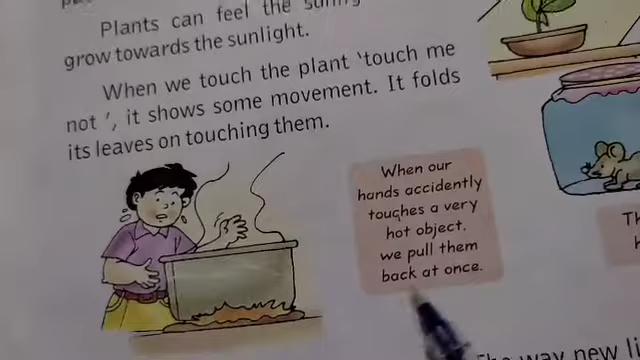 Plants can feel the
grow towards the sunlight.
When we touch the plant ‘touch me
not ’, it shows some movement. It folds
its leaves on touching them.
When our
hands accidently
touches a very
hot object.
we pull them
back at once.
way new